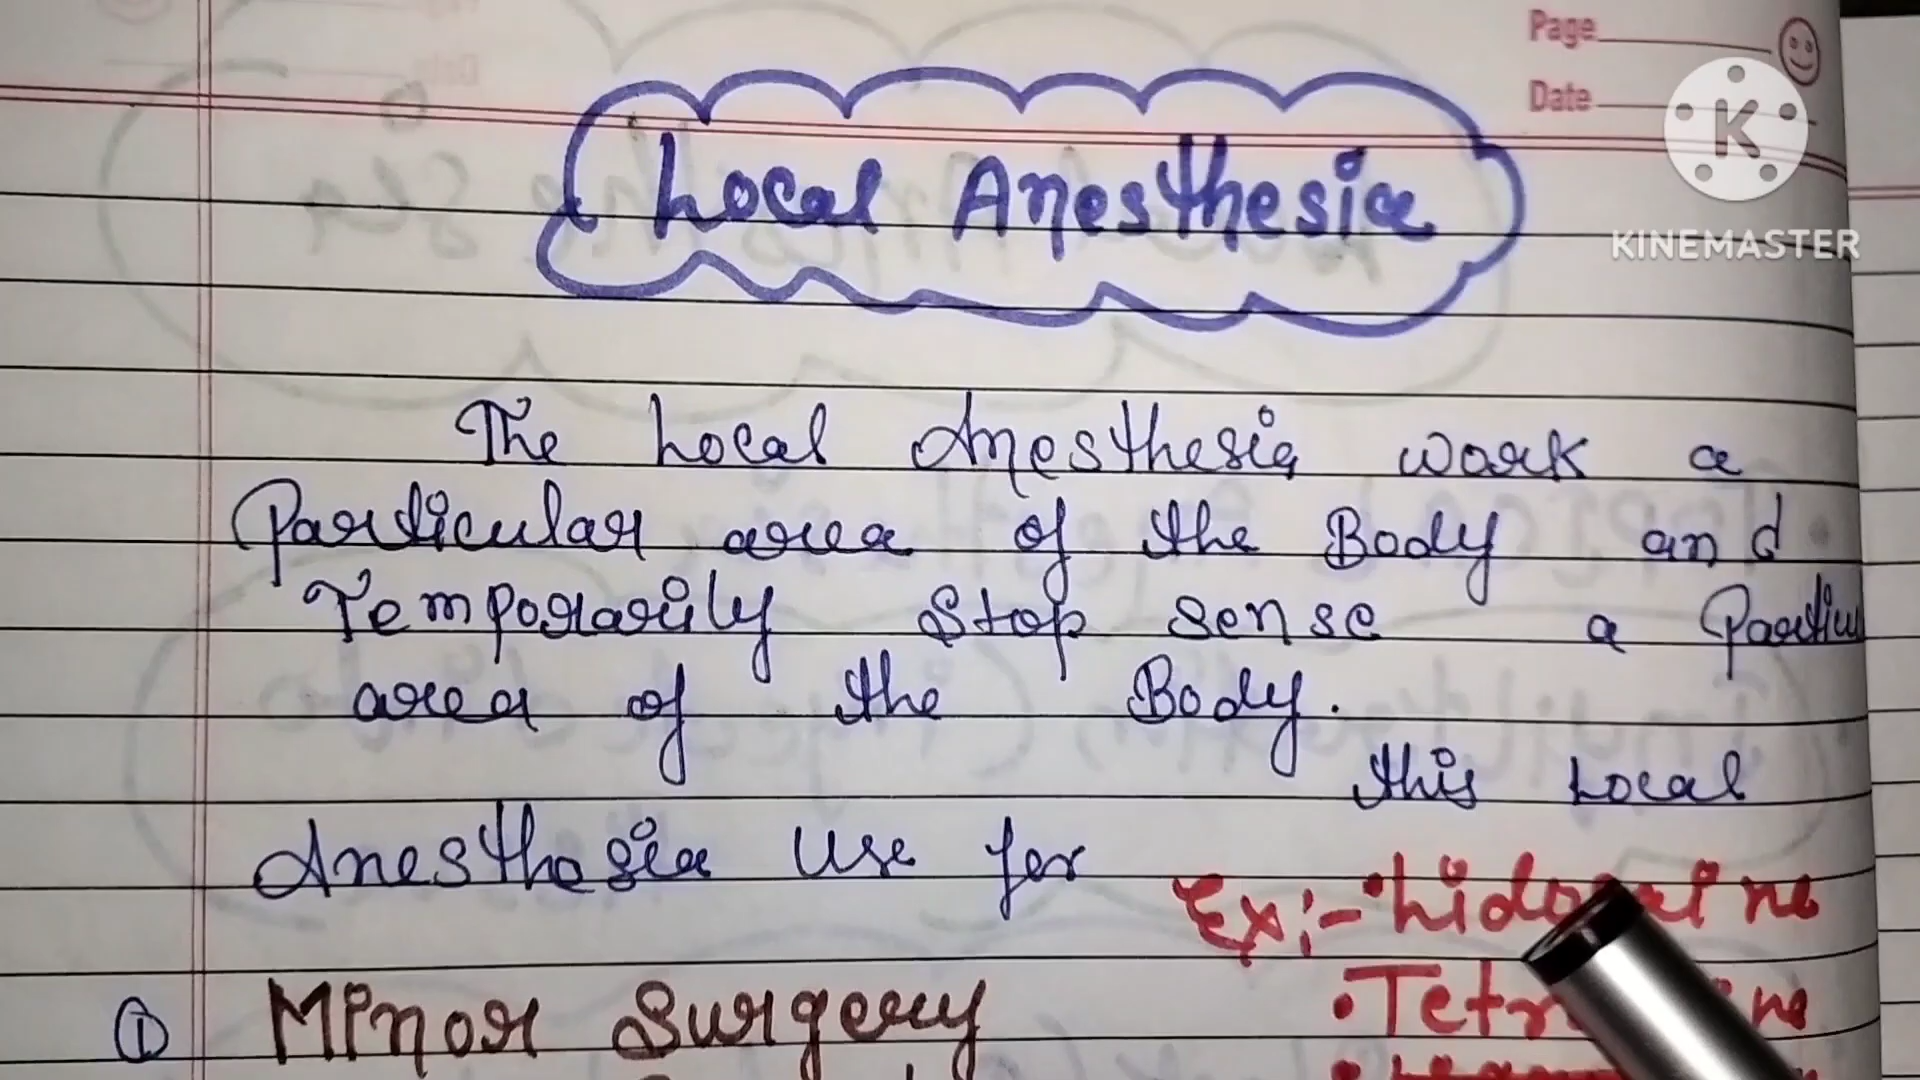 Page
Date
KINEMASTER
Local Anesthesia
The Local Anesthesia work a
Particular area of the Body and
Temporarily Stop sense a
area of the Body.
this Local
Anesthesia Use for
Ex:-
① Minor Surgery